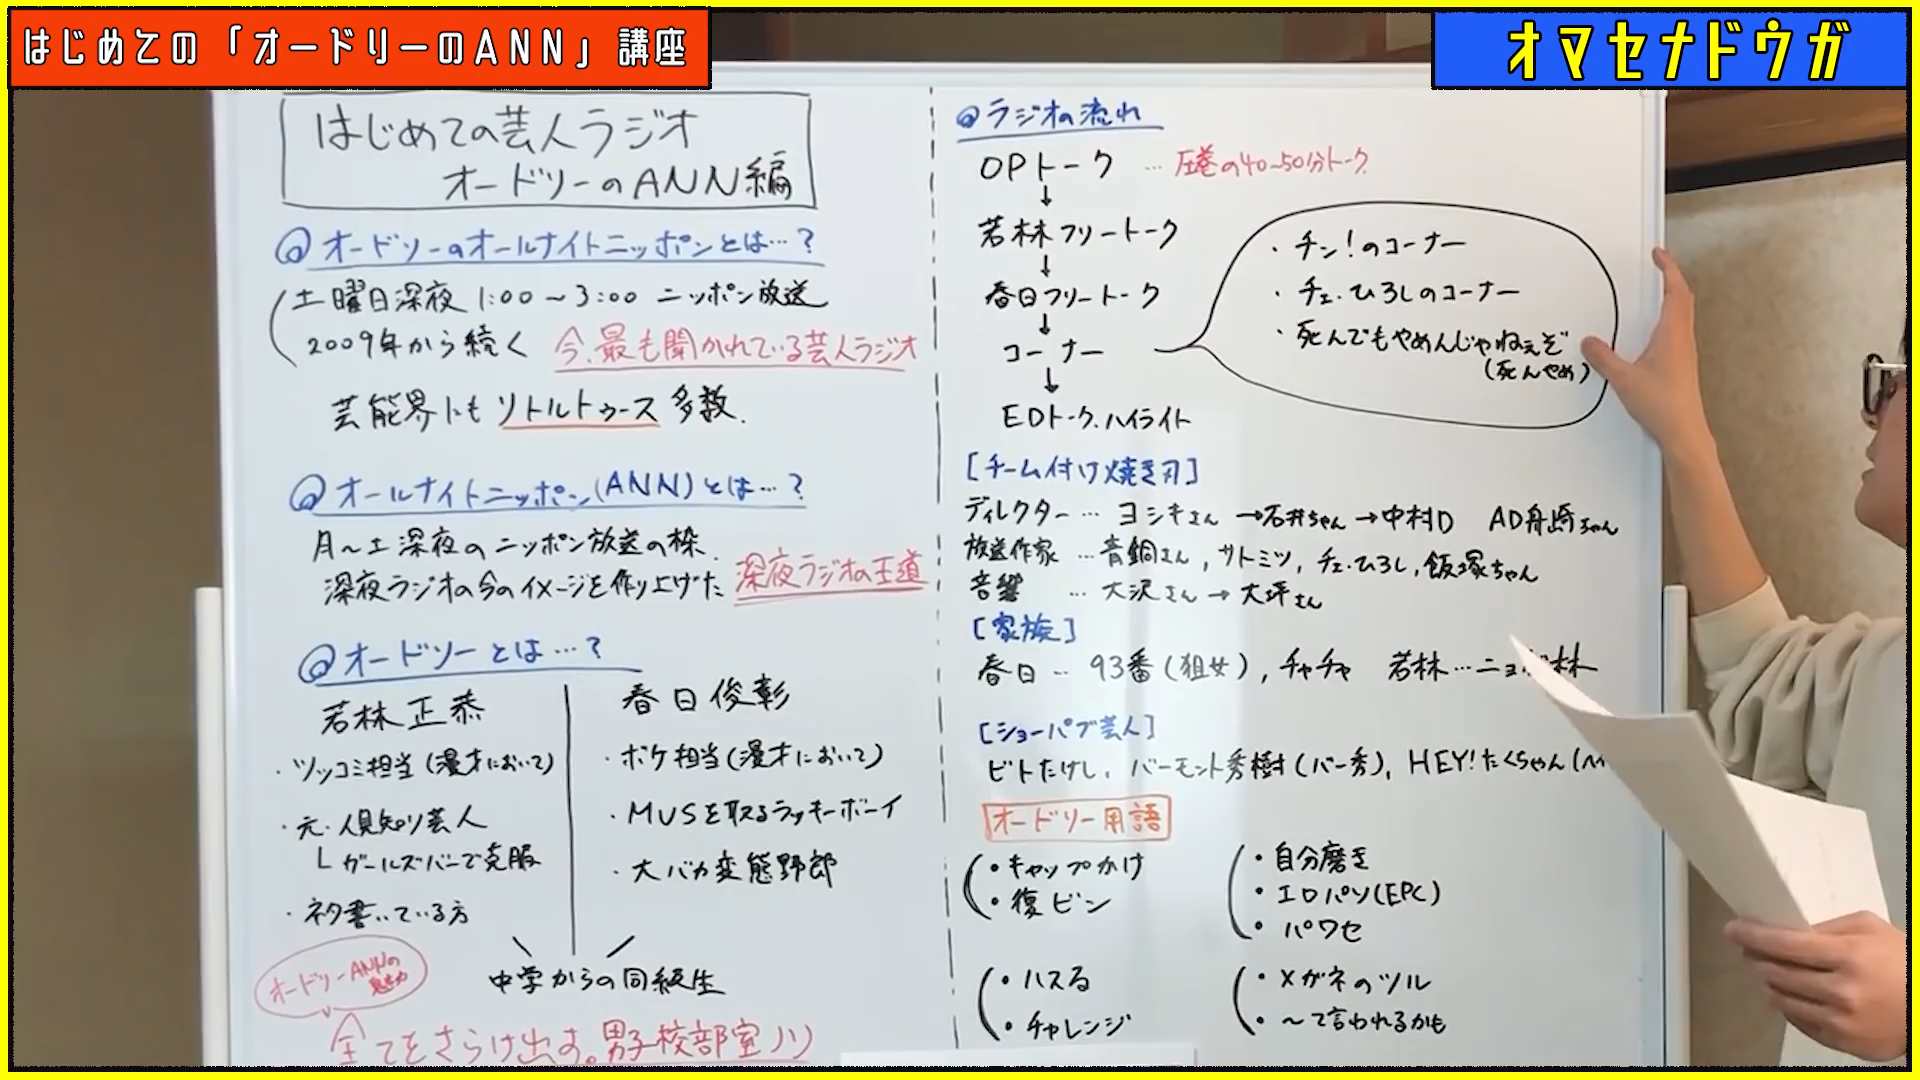 はじめての「オードリーのANN」講座
オマセナドウガ
はじめての芸人ラジオ
オードリーのANN編
@オードリーのオールナイトニッポンとは…?
土曜日深夜 1:00〜3:00 ニッポン放送
2009年から続く 今、最も聞かれている芸人ラジオ
芸能界にもリトルトゥース多数.
@オールナイトニッポン(ANN)とは…?
月〜土深夜のニッポン放送の枠.
深夜ラジオの今のイメージを作り上げた 深夜ラジオの王道
@オードリーとは…?
若林正恭
・ツッコミ担当(漫才において)
・元・人見知り芸人
└ ガールズバーで克服
・ネタ書いている方
春日俊彰
・ボケ担当(漫才において)
・MVSを取るラッキーボーイ
・大バカ変態野郎
中学からの同級生
オードリーANNの
魅力
全てをさらけ出す。男子校部室ノリ
@ラジオの流れ
OPトーク …圧巻の40~50分トーク
↓
若林フリートーク
↓
春日フリートーク
↓
コーナー
↓
EDトーク.ハイライト
・チン!のコーナー
・チェ・ひろしのコーナー
・死んでもやめんじゃねぇぞ
(死んやめ)
[チーム付け焼き刃]
ディレクター…ヨシキさん→石井ちゃん→中村D AD舟崎ちゃん
放送作家 …青銅さん,サトミツ,チェ・ひろし,飯塚ちゃん
音響 …大沢さん→大坪さん
[家族]
春日…93番(狙女),チャチャ 若林…ニョ 林
[ショーパブ芸人]
ビトたけし,バーモント秀樹(バー秀),HEY!たくちゃん(
オードリー用語
・キャップかけ
・復ビン
・自分磨き
・エロパソ(EPC)
・パワセ
・ハスる
・チャレンジ
・メガネのツル
・〜て言われるかも